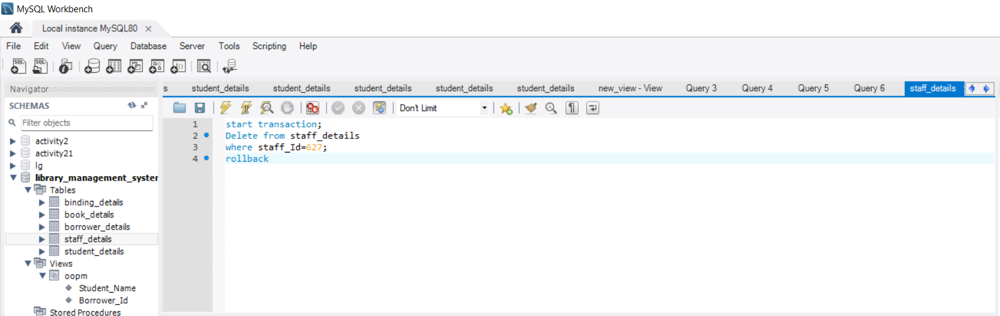 MySQL Workbench
Local instance MySQL80
File Edit View Query Database Server Tools Scripting Help
SQL SQL
Navigator
s student_details student_details student_details student_details student_details new_view - View Query 3 Query 4 Query 5 Query 6 staff_details
SCHEMAS
Don't Limit
Filter objects
1 start transaction;
2 Delete from staff_details
3 where staff_Id=627;
4 rollback
activity2
activity21
lg
library_management_syster
Tables
binding_details
book_details
borrower_details
staff_details
student_details
Views
oopm
Student_Name
Borrower_Id
Stored Procedures